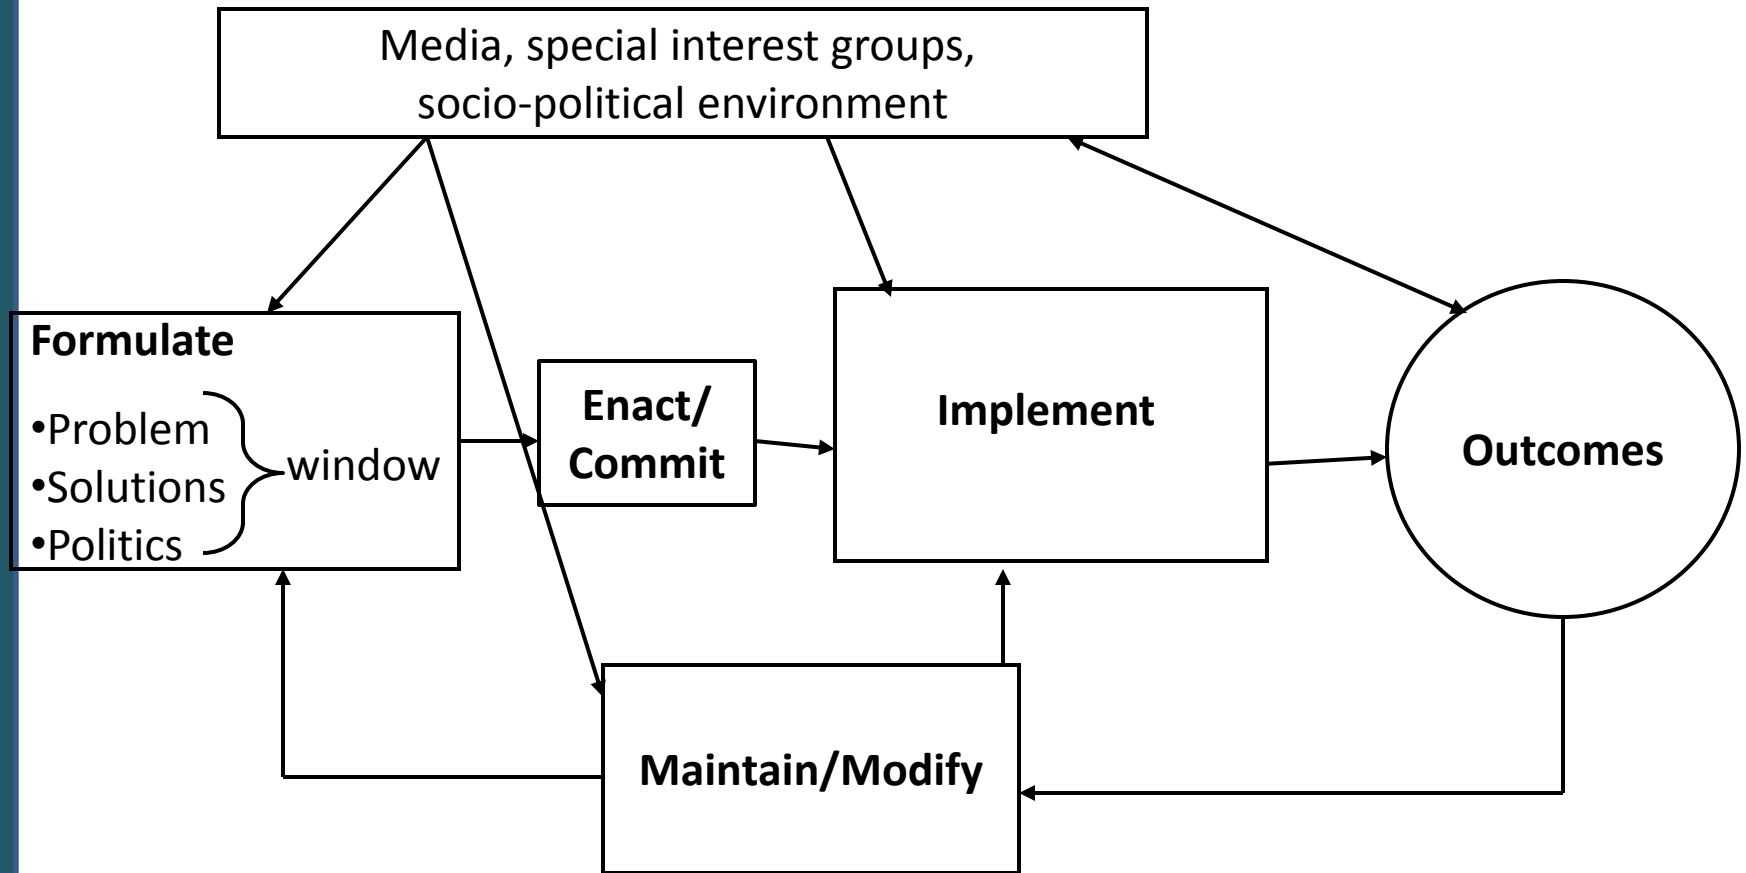 Media, special interest groups,
socio-political environment
Formulate
•Problem
•Solutions
•Politics
window
Enact/
Commit
Implement
Outcomes
Maintain/Modify